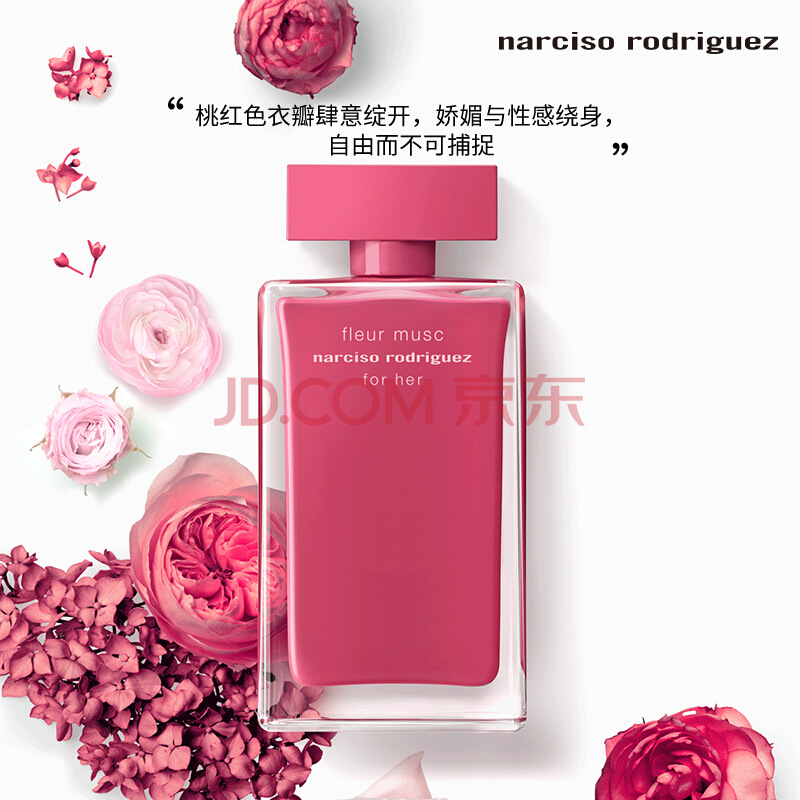 narciso rodriguez
“ 桃红色衣瓣肆意绽开，娇媚与性感绕身，
自由而不可捕捉 ”
fleur musc
narciso rodriguez
for her
JD.COM 京东